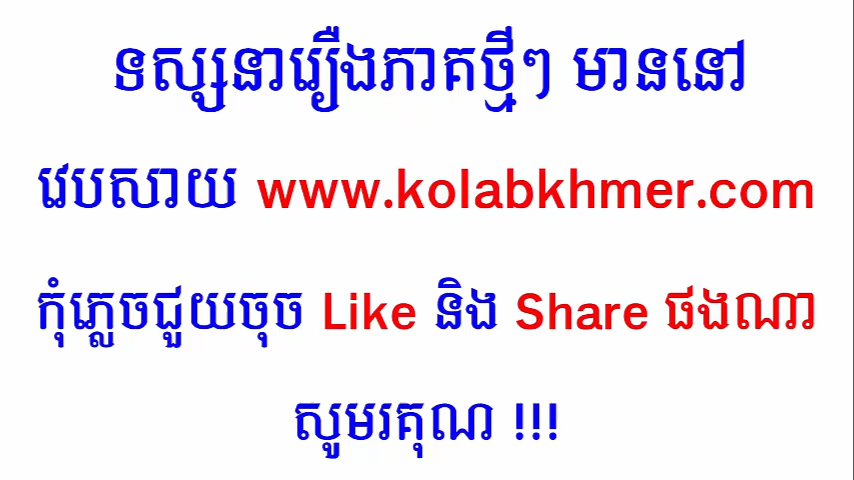 ទស្សនារឿងភាគថ្មីៗ មាននៅ
វេបសាយ www.kolabkhmer.com
កុំភ្លេចជួយចុច Like និង Share ផងណា
សូមរគុណ !!!